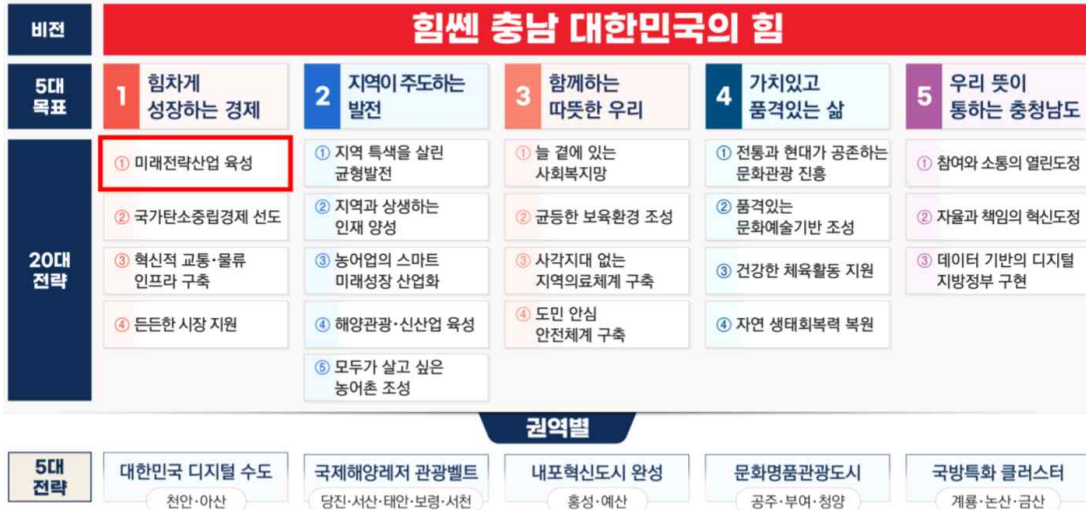 비전
힘쎈 충남 대한민국의 힘
5대
목표
1 힘차게
성장하는 경제
2 지역이 주도하는
발전
3 함께하는
따뜻한 우리
4 가치있고
품격있는 삶
5 우리 뜻이
통하는 충청남도
20대
전략
① 미래전략산업 육성
② 국가탄소중립경제 선도
③ 혁신적 교통·물류
인프라 구축
④ 든든한 시장 지원
① 지역 특색을 살린
균형발전
② 지역과 상생하는
인재 양성
③ 농어업의 스마트
미래성장 산업화
④ 해양관광·신산업 육성
⑤ 모두가 살고 싶은
농어촌 조성
① 늘 곁에 있는
사회복지망
② 균등한 보육환경 조성
③ 사각지대 없는
지역의료체계 구축
④ 도민 안심
안전체계 구축
① 전통과 현대가 공존하는
문화관광 진흥
② 품격있는
문화예술기반 조성
③ 건강한 체육활동 지원
④ 자연 생태회복력 복원
① 참여와 소통의 열린도정
② 자율과 책임의 혁신도정
③ 데이터 기반의 디지털
지방정부 구현
권역별
5대
전략
대한민국 디지털 수도
천안·아산
국제해양레저 관광벨트
당진·서산·태안·보령·서천
내포혁신도시 완성
홍성·예산
문화명품관광도시
공주·부여·청양
국방특화 클러스터
계룡·논산·금산